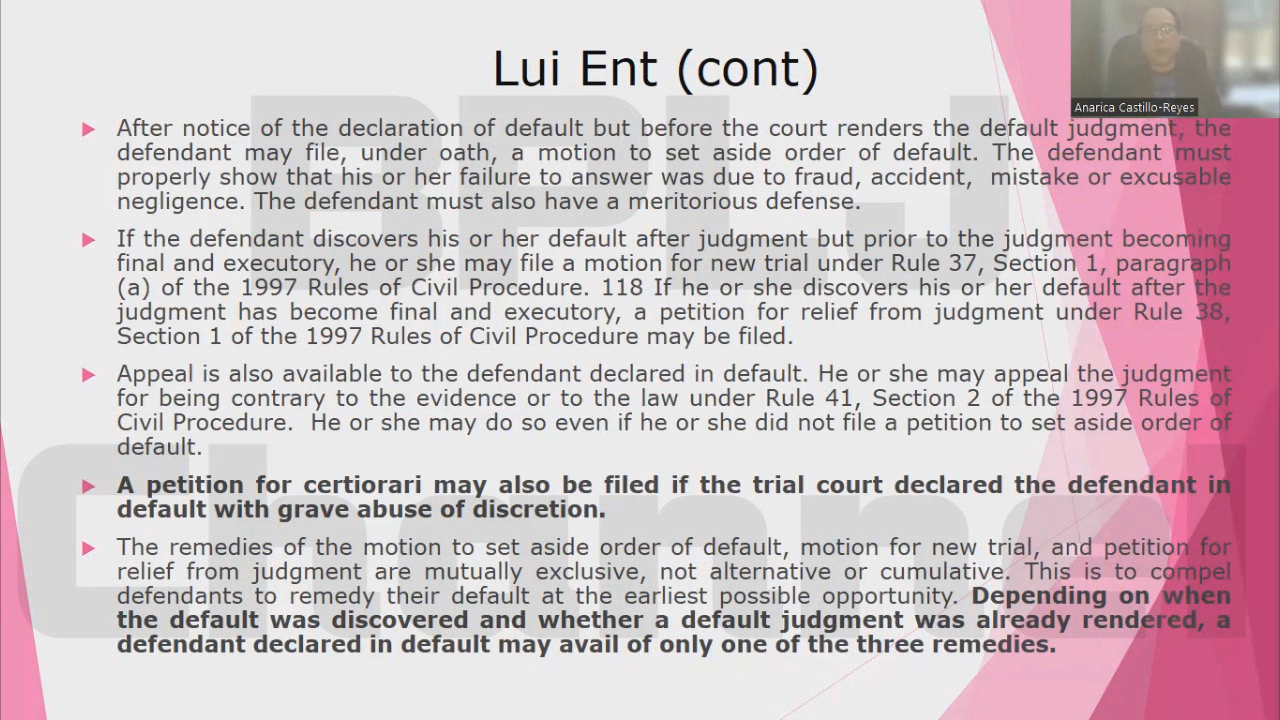 Lui Ent (cont)
Anarica Castillo-Reyes
After notice of the declaration of default but before the court renders the default judgment, the
defendant may file, under oath, a motion to set aside order of default. The defendant must
properly show that his or her failure to answer was due to fraud, accident, mistake or excusable
negligence. The defendant must also have a meritorious defense.
If the defendant discovers his or her default after judgment but prior to the judgment becoming
final and executory, he or she may file a motion for new trial under Rule 37, Section 1, paragraph
(a) of the 1997 Rules of Civil Procedure. 118 If he or she discovers his or her default after the
judgment has become final and executory, a petition for relief from judgment under Rule 38,
Section 1 of the 1997 Rules of Civil Procedure may be filed.
Appeal is also available to the defendant declared in default. He or she may appeal the judgment
for being contrary to the evidence or to the law under Rule 41, Section 2 of the 1997 Rules of
Civil Procedure. He or she may do so even if he or she did not file a petition to set aside order of
default.
A petition for certiorari may also be filed if the trial court declared the defendant in
default with grave abuse of discretion.
The remedies of the motion to set aside order of default, motion for new trial, and petition for
relief from judgment are mutually exclusive, not alternative or cumulative. This is to compel
defendants to remedy their default at the earliest possible opportunity. Depending on when
the default was discovered and whether a default judgment was already rendered, a
defendant declared in default may avail of only one of the three remedies.
BPLJ
Channel